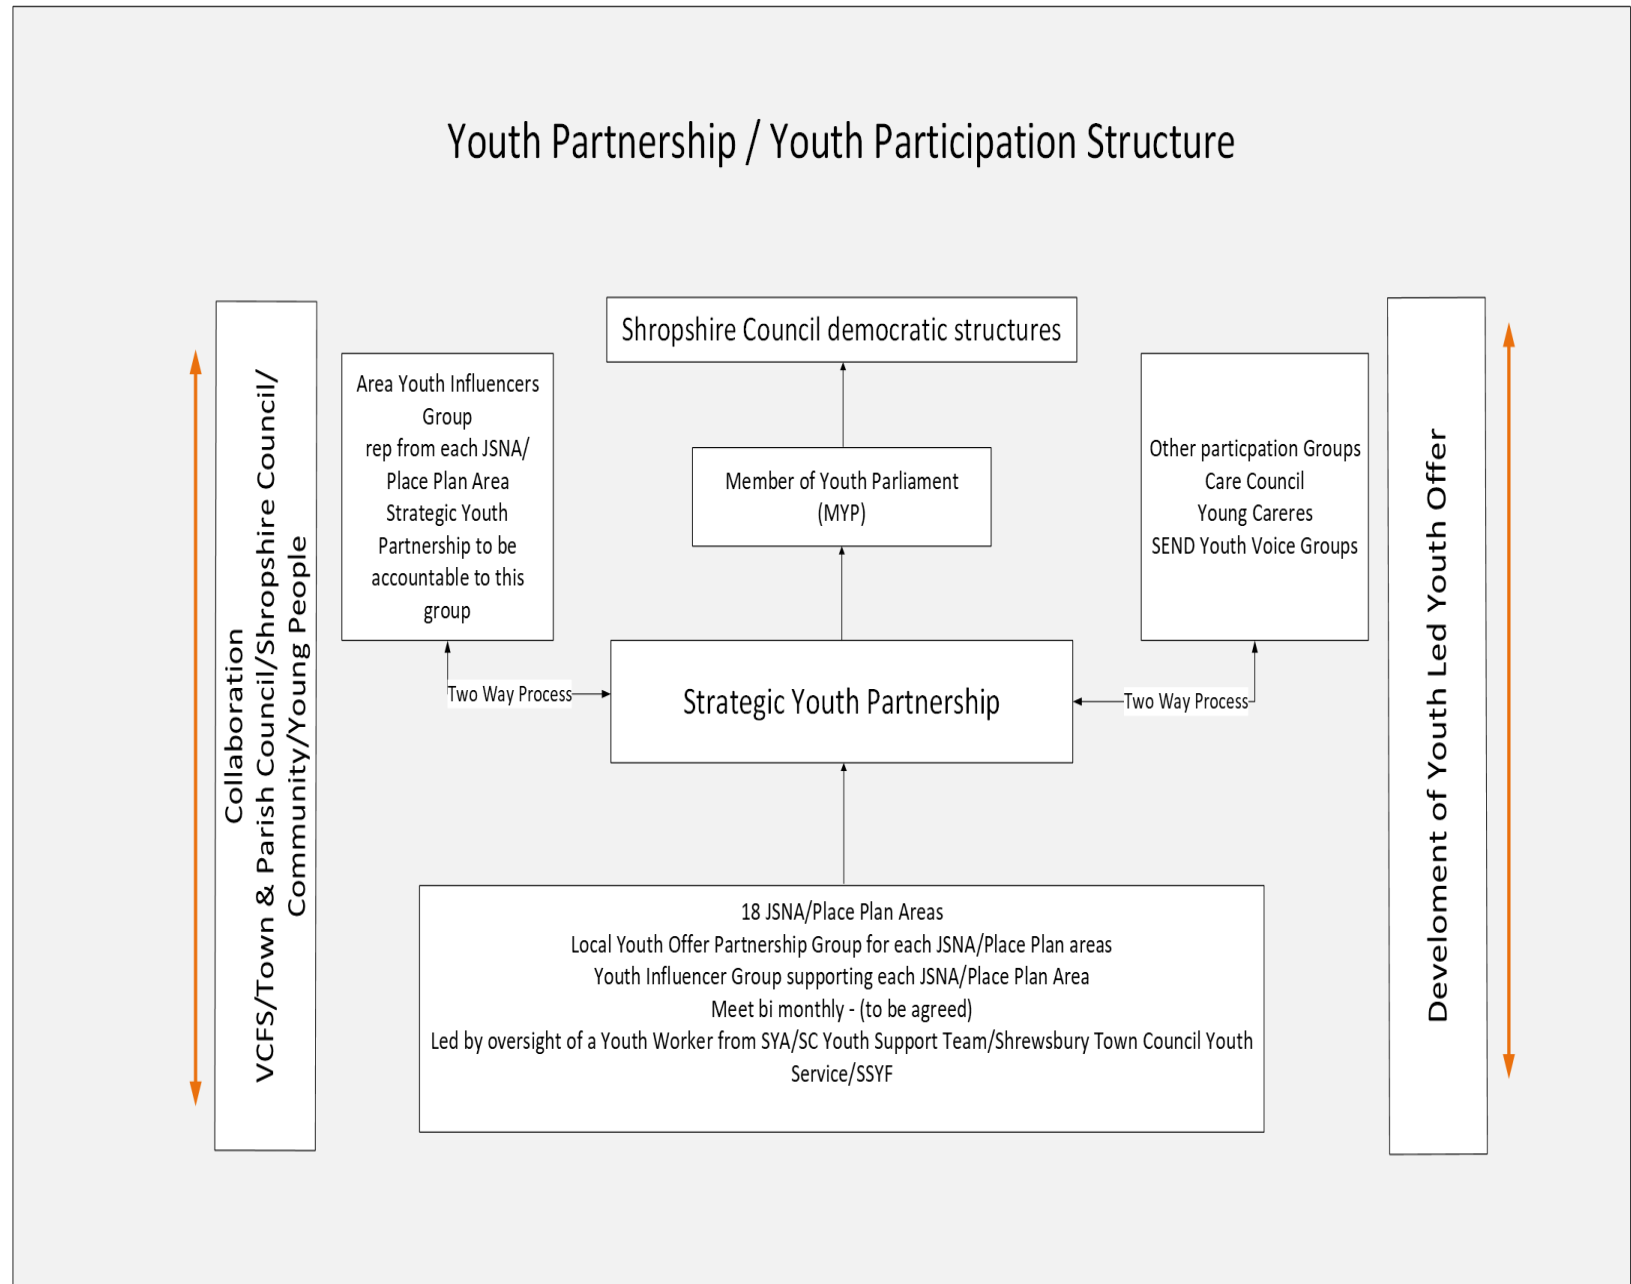 Youth Partnership / Youth Participation Structure
Collaboration
VCFS/Town & Parish Council/Shropshire Council/
Community/Young People
Area Youth Influencers
Group
rep from each JSNA/
Place Plan Area
Strategic Youth
Partnership to be
accountable to this
group
Shropshire Council democratic structures
Member of Youth Parliament
(MYP)
Other particpation Groups
Care Council
Young Careres
SEND Youth Voice Groups
Two Way Process
Strategic Youth Partnership
Two Way Process
18 JSNA/Place Plan Areas
Local Youth Offer Partnership Group for each JSNA/Place Plan areas
Youth Influencer Group supporting each JSNA/Place Plan Area
Meet bi monthly - (to be agreed)
Led by oversight of a Youth Worker from SYA/SC Youth Support Team/Shrewsbury Town Council Youth
Service/SSYF
Develoment of Youth Led Youth Offer